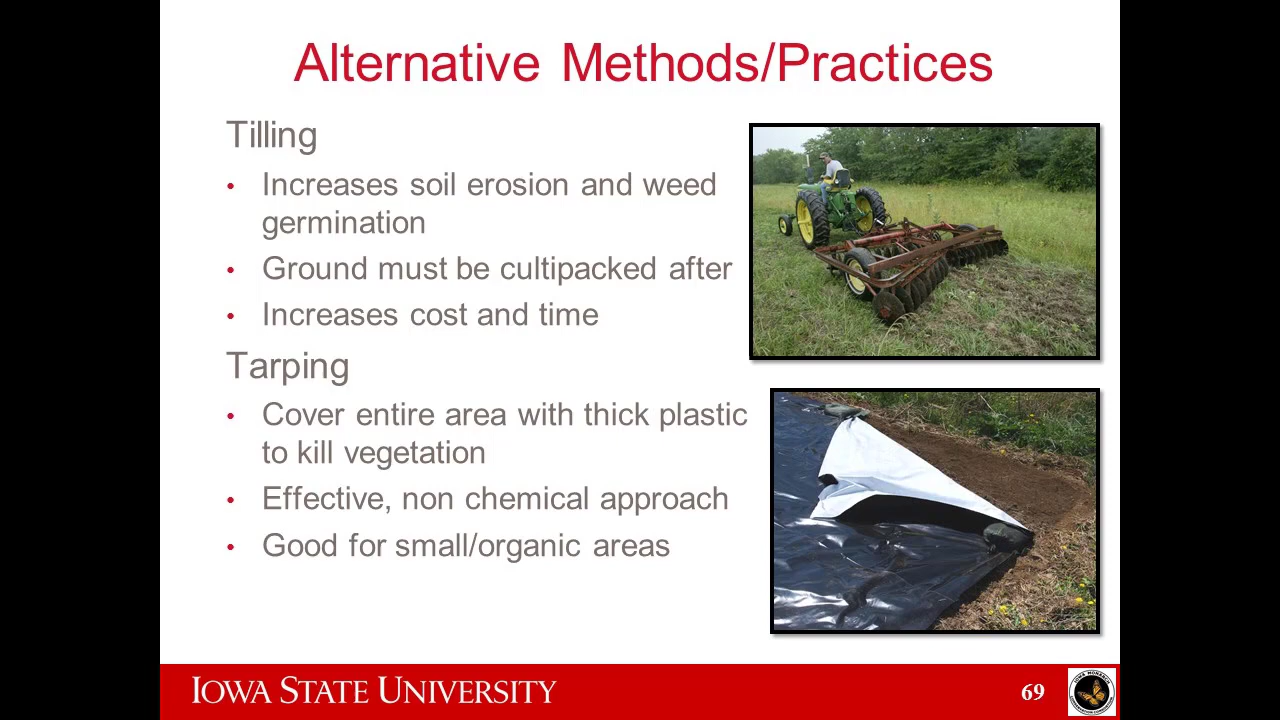 Alternative Methods/Practices
Tilling
• Increases soil erosion and weed
germination
• Ground must be cultipacked after
• Increases cost and time
Tarping
• Cover entire area with thick plastic
to kill vegetation
• Effective, non chemical approach
• Good for small/organic areas
IOWA STATE UNIVERSITY
69
IOWA MONARCH